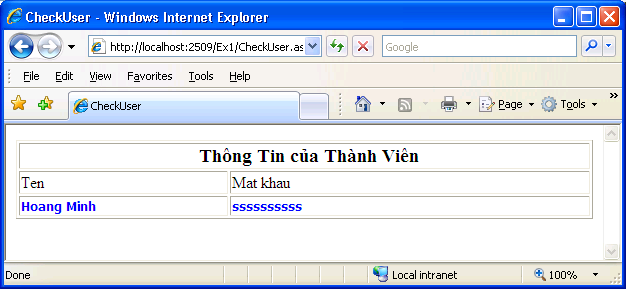 CheckUser - Windows Internet Explorer
http://localhost:2509/Ex1/CheckUser.as
Google
File Edit View Favorites Tools Help
CheckUser
Page Tools »
Thông Tin của Thành Viên
Ten Mat khau
Hoang Minh ssssssssss
Done Local intranet 100%